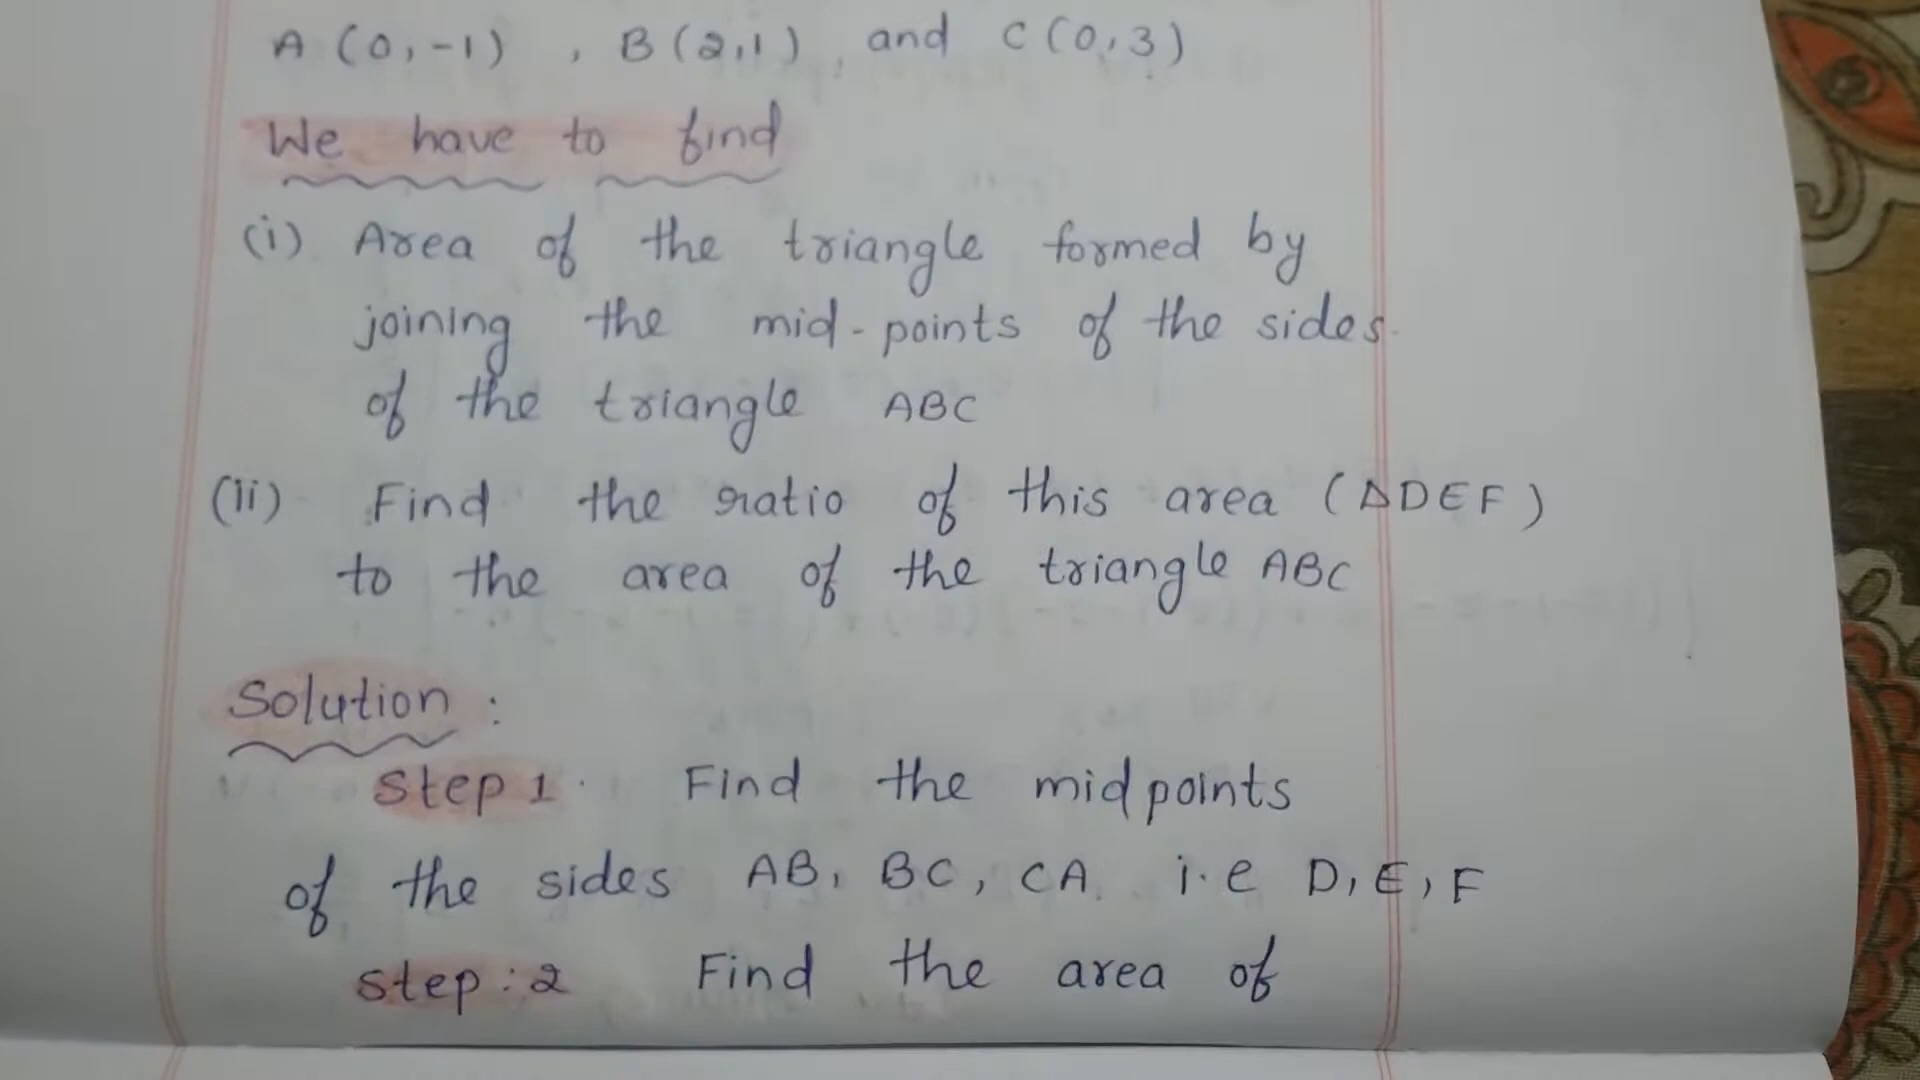 A (0,-1) , B (2,1) , and C (0,3)
We have to find
(i) Area of the triangle formed by
joining the mid-points of the sides
of the triangle ABC
(ii) Find the ratio of this area (ΔDEF)
to the area of the triangle ABC
Solution :
Step 1. Find the midpoints
of the sides AB, BC, CA. i.e D, E, F
Step : 2 Find the area of